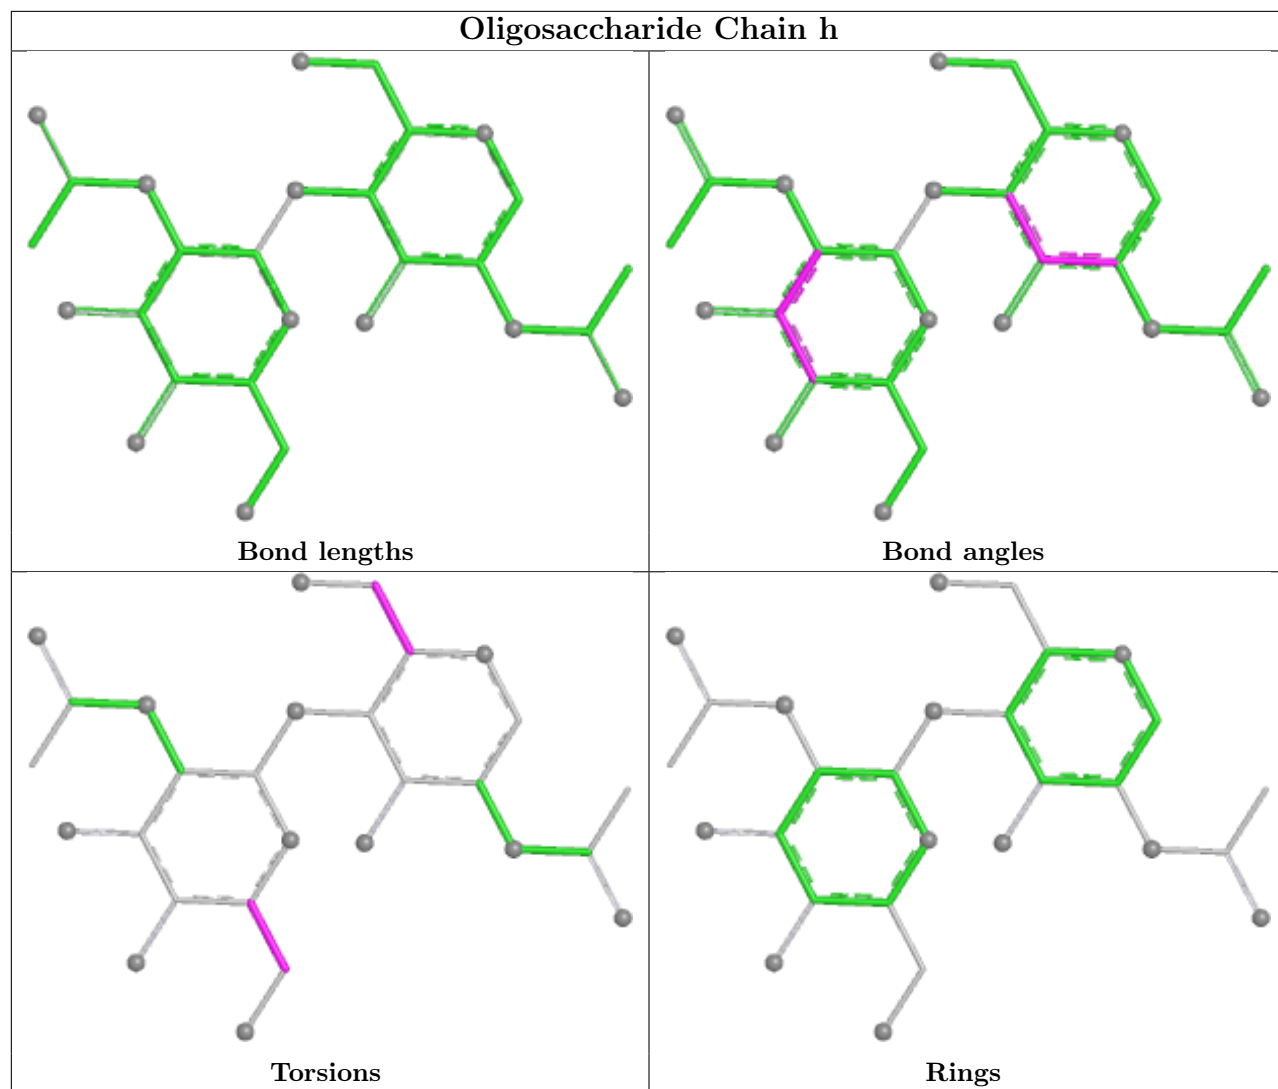 Oligosaccharide Chain h
Bond lengths
Bond angles
Torsions
Rings